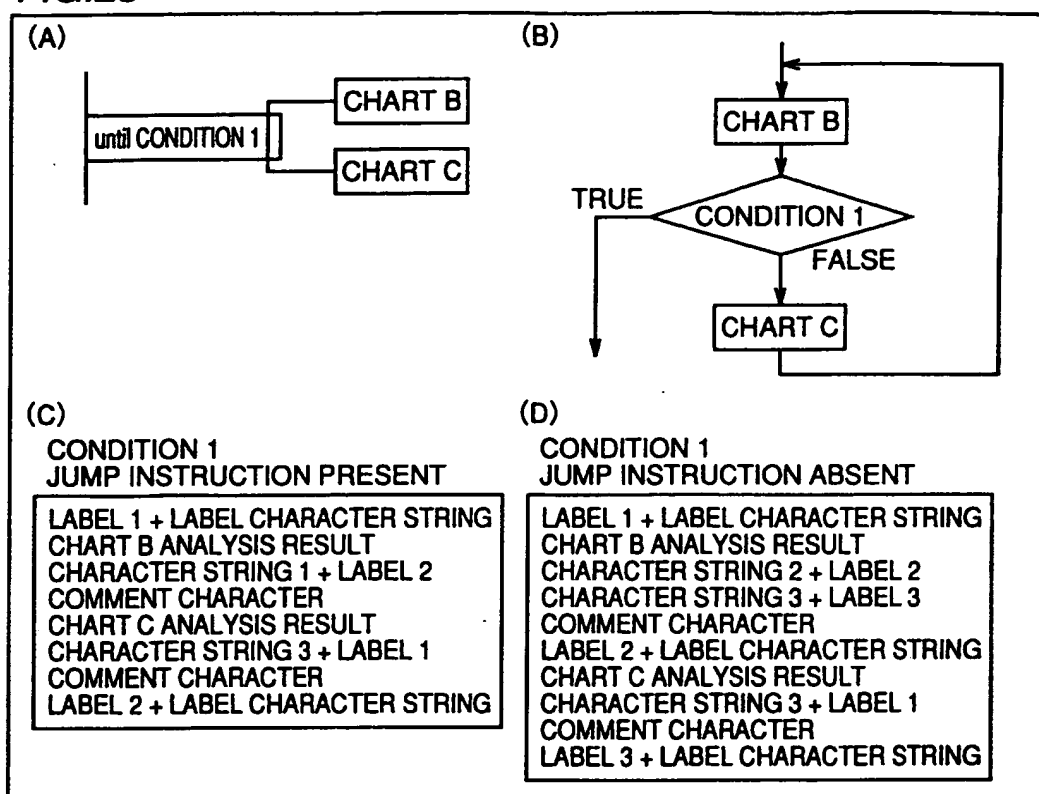 (A)
until CONDITION 1
CHART B
CHART C
(B)
CHART B
TRUE
CONDITION 1
FALSE
CHART C
(C)
CONDITION 1
JUMP INSTRUCTION PRESENT
LABEL 1 + LABEL CHARACTER STRING
CHART B ANALYSIS RESULT
CHARACTER STRING 1 + LABEL 2
COMMENT CHARACTER
CHART C ANALYSIS RESULT
CHARACTER STRING 3 + LABEL 1
COMMENT CHARACTER
LABEL 2 + LABEL CHARACTER STRING
(D)
CONDITION 1
JUMP INSTRUCTION ABSENT
LABEL 1 + LABEL CHARACTER STRING
CHART B ANALYSIS RESULT
CHARACTER STRING 2 + LABEL 2
CHARACTER STRING 3 + LABEL 3
COMMENT CHARACTER
LABEL 2 + LABEL CHARACTER STRING
CHART C ANALYSIS RESULT
CHARACTER STRING 3 + LABEL 1
COMMENT CHARACTER
LABEL 3 + LABEL CHARACTER STRING